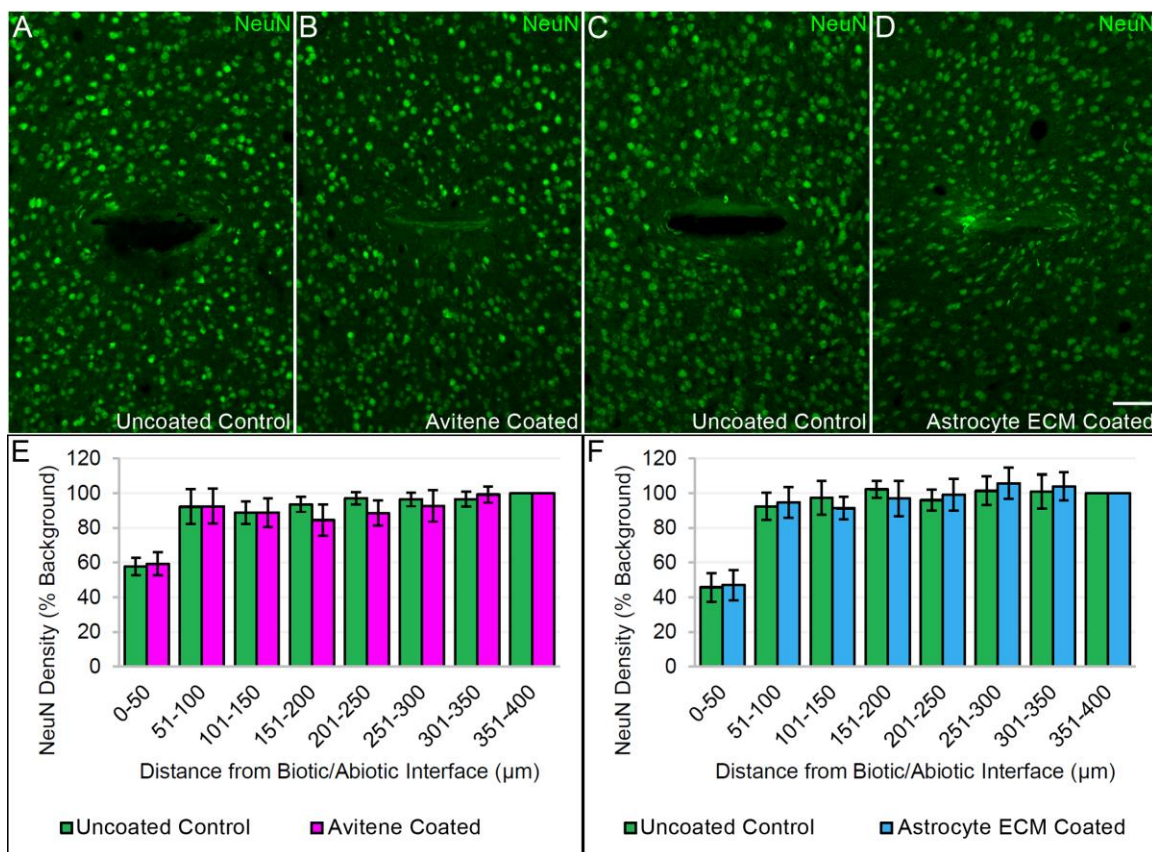 A NeuN B NeuN C NeuN D NeuN
Uncoated Control Avitene Coated Uncoated Control Astrocyte ECM Coated
E
NeuN Density (% Background)
120
100
80
60
40
20
0
0-50 51-100 101-150 151-200 201-250 251-300 301-350 351-400
Distance from Biotic/Abiotic Interface (µm)
Uncoated Control Avitene Coated
F
NeuN Density (% Background)
120
100
80
60
40
20
0
0-50 51-100 101-150 151-200 201-250 251-300 301-350 351-400
Distance from Biotic/Abiotic Interface (µm)
Uncoated Control Astrocyte ECM Coated